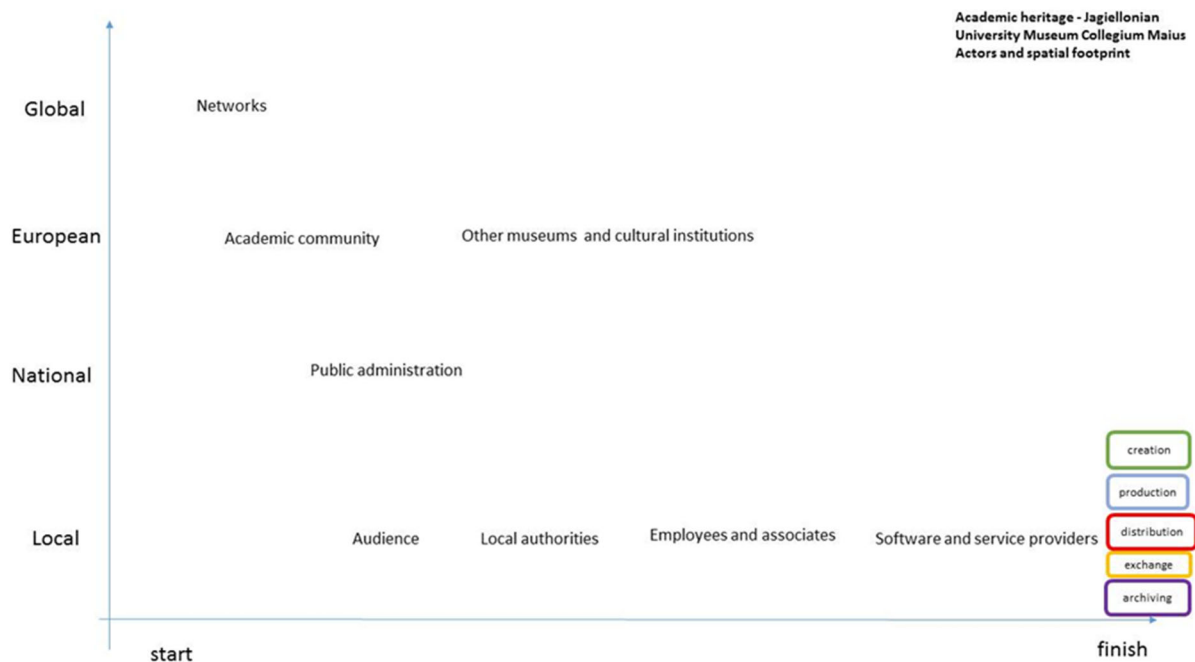 Academic heritage - Jagiellonian
University Museum Collegium Maius
Actors and spatial footprint
Global
Networks
European
Academic community
Other museums and cultural institutions
National
Public administration
creation
production
Local
Audience
Local authorities
Employees and associates
Software and service providers
distribution
exchange
archiving
start
finish